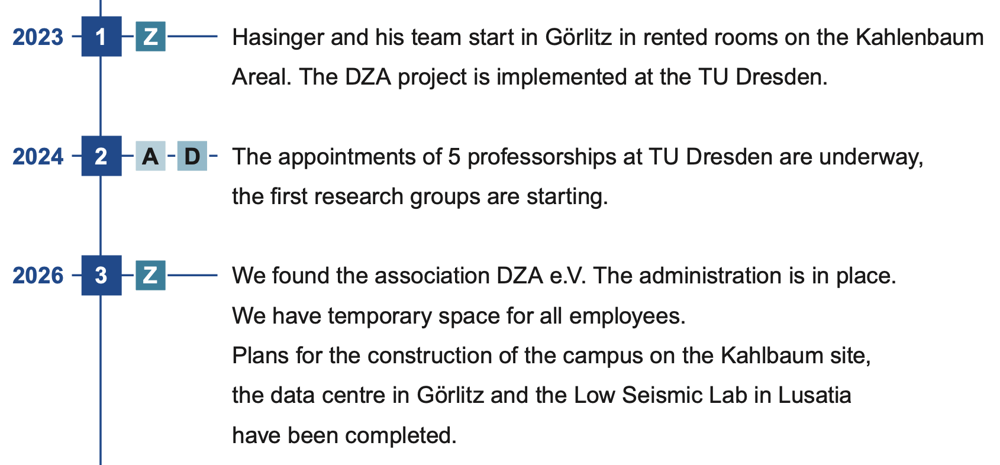 2023 1 Z Hasinger and his team start in Görlitz in rented rooms on the Kahlenbaum
Areal. The DZA project is implemented at the TU Dresden.
2024 2 A D The appointments of 5 professorships at TU Dresden are underway,
the first research groups are starting.
2026 3 Z We found the association DZA e.V. The administration is in place.
We have temporary space for all employees.
Plans for the construction of the campus on the Kahlbaum site,
the data centre in Görlitz and the Low Seismic Lab in Lusatia
have been completed.